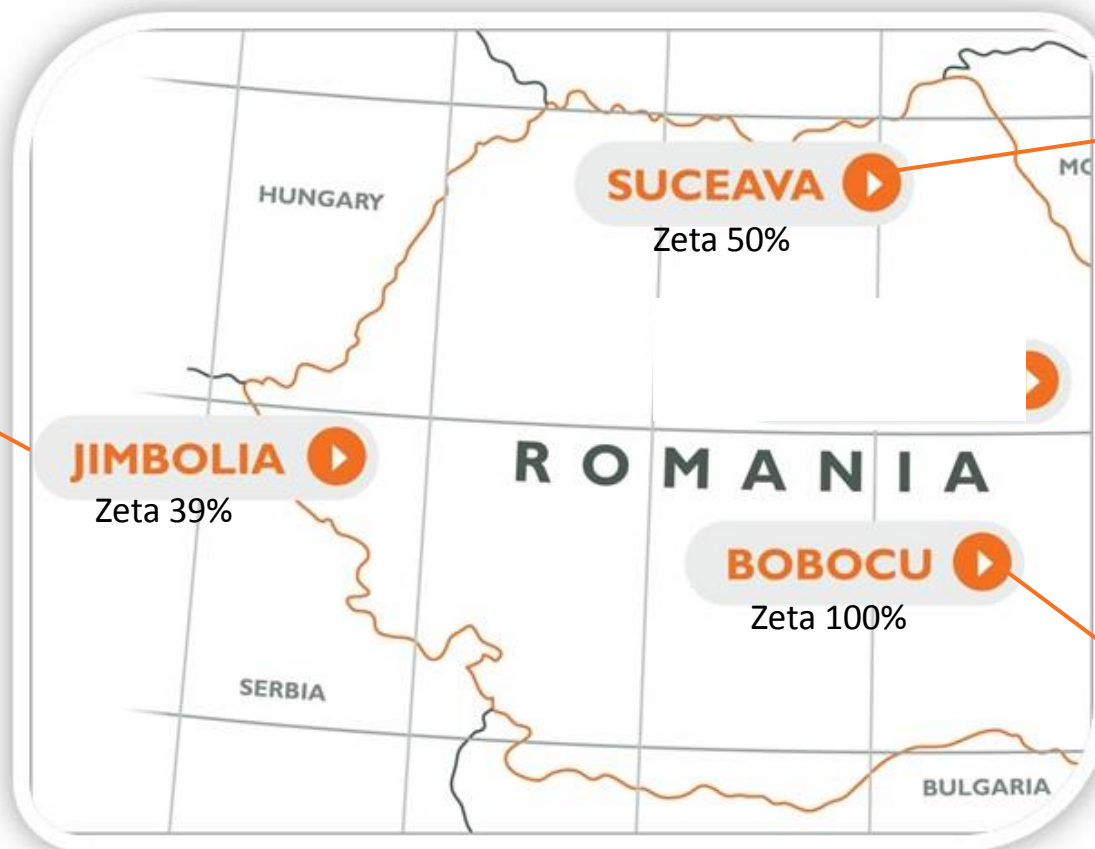 HUNGARY
SUCEAVA
Zeta 50%
JIMBOLIA
Zeta 39%
ROMANIA
BOBOCU
Zeta 100%
SERBIA
BULGARIA